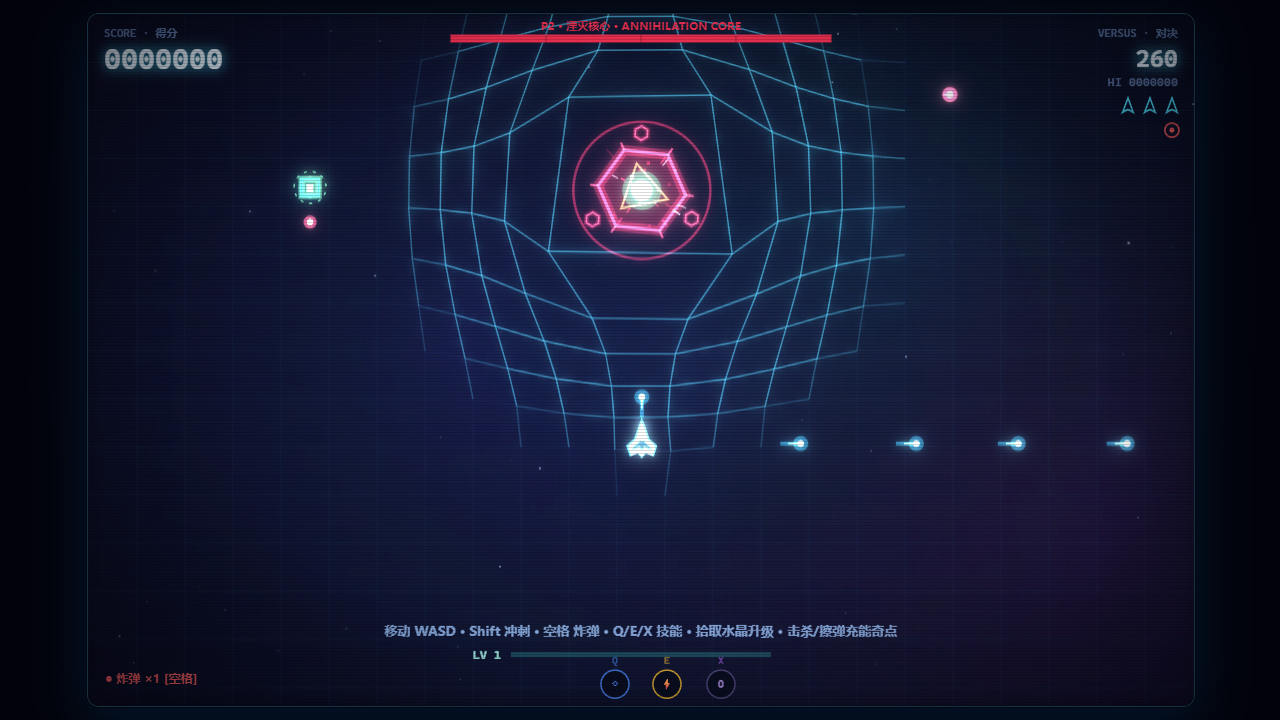 P2 • 湮火核心 • ANNIHILATION CORE
SCORE · 得分
0000000
VERSUS · 对决
260
HI 0000000
移动 WASD • Shift 冲刺 • 空格 炸弹 • Q/E/X 技能 • 拾取水晶升级 • 击杀/擦弹充能奇点
LV 1
Q E X
0
炸弹 ×1 [空格]